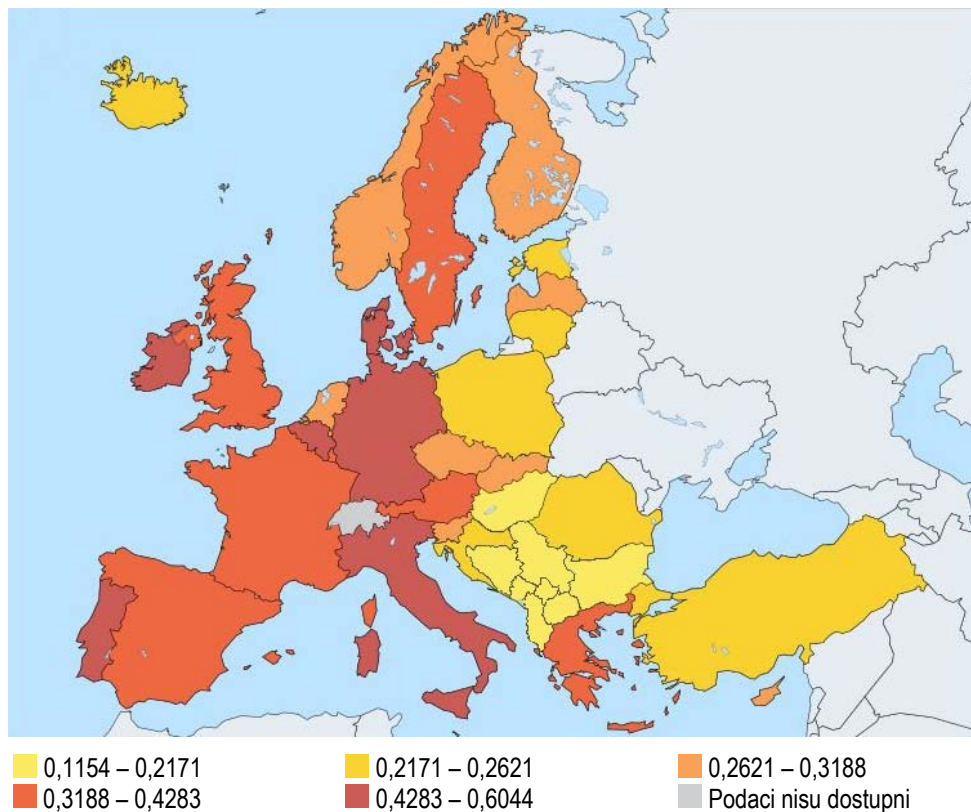 0,1154 – 0,2171 0,2171 – 0,2621 0,2621 – 0,3188
0,3188 – 0,4283 0,4283 – 0,6044 Podaci nisu dostupni